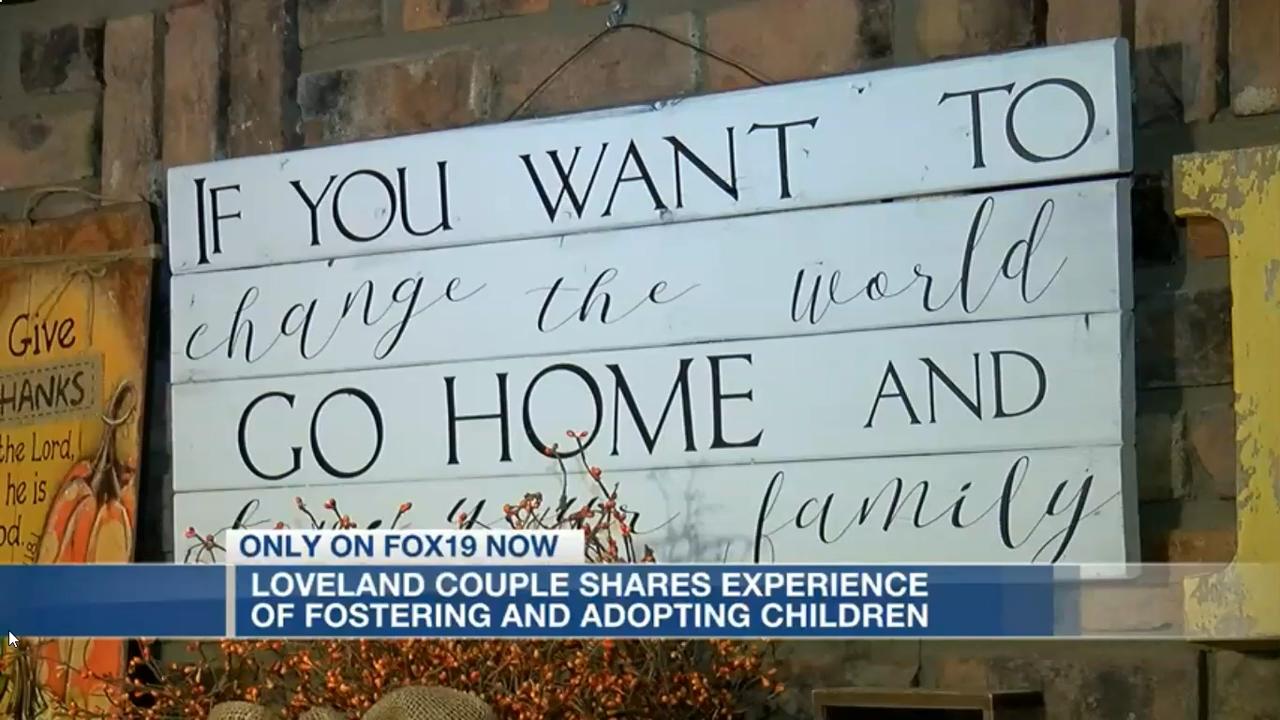 IF YOU WANT TO
change the world
GO HOME AND
your family
Give
HANKS
the Lord,
he is
od.
ONLY ON FOX19 NOW
LOVELAND COUPLE SHARES EXPERIENCE
OF FOSTERING AND ADOPTING CHILDREN